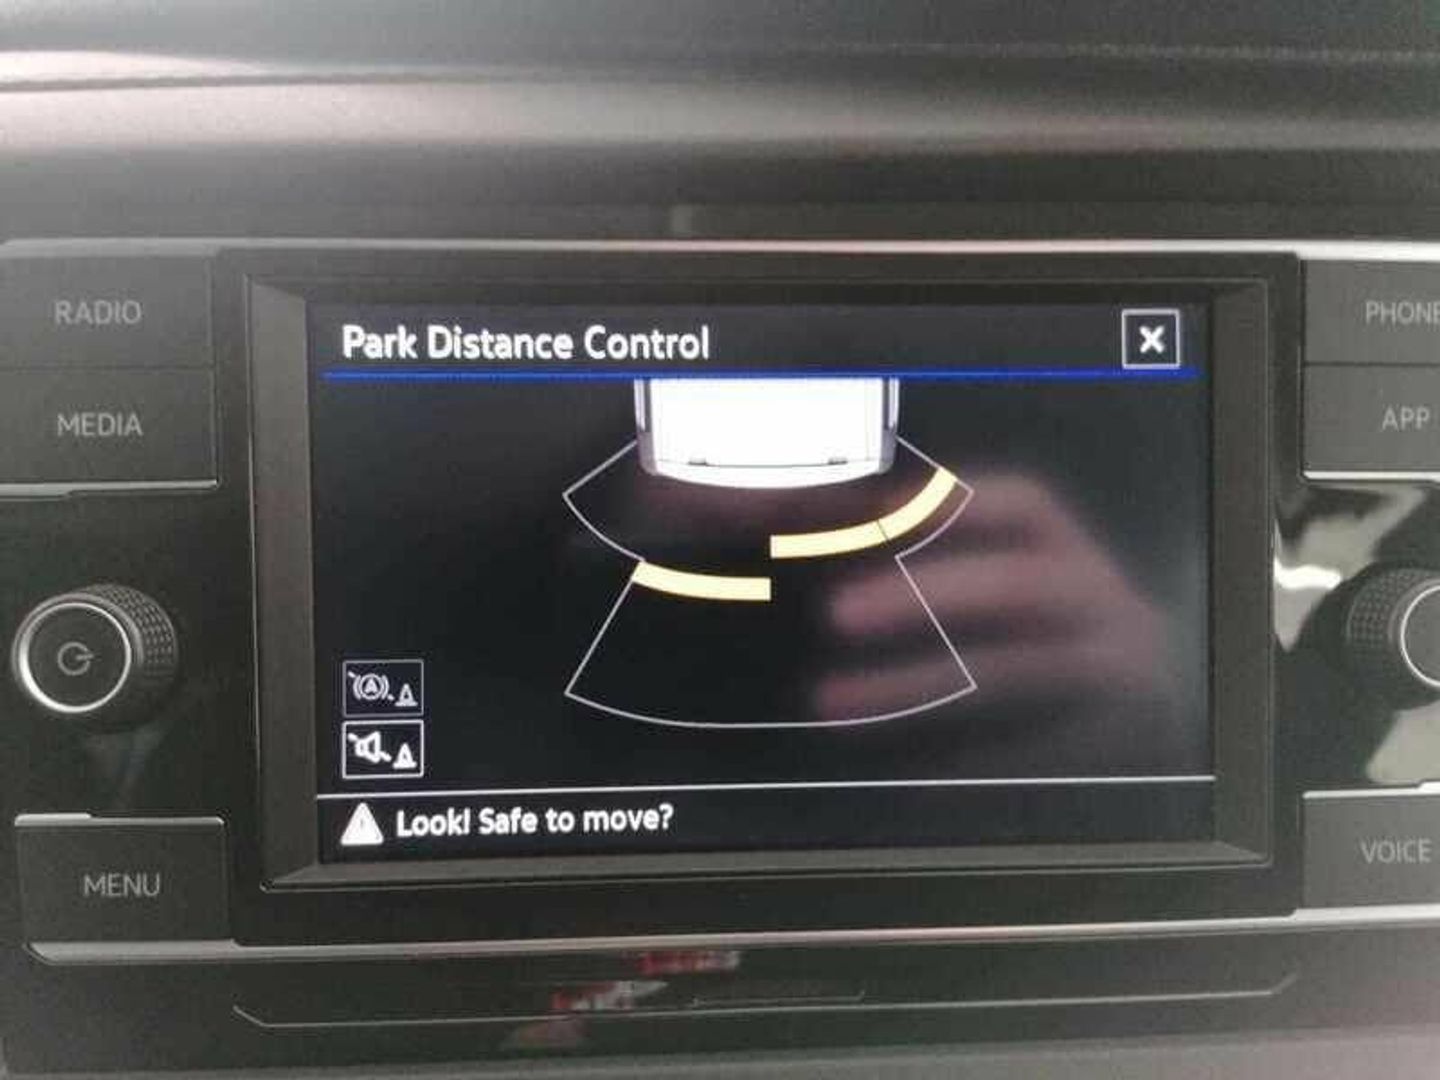 RADIO
MEDIA
MENU
Park Distance Control
Look! Safe to move?
PHONE
APP
VOICE